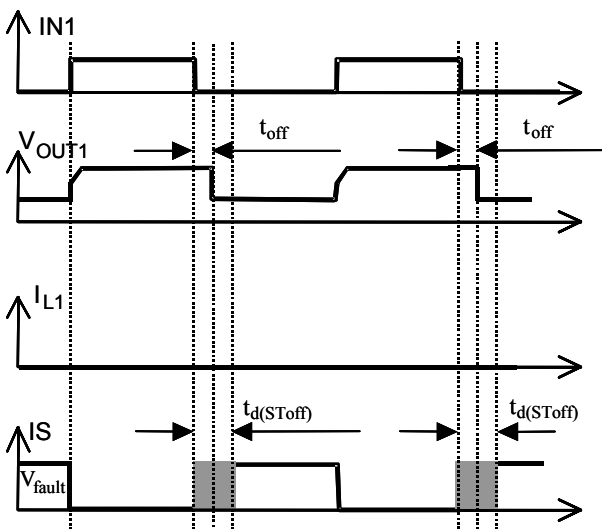 IN1
V_OUT1
t_off
t_off
I_L1
t_d(SToff)
t_d(SToff)
IS
V_fault